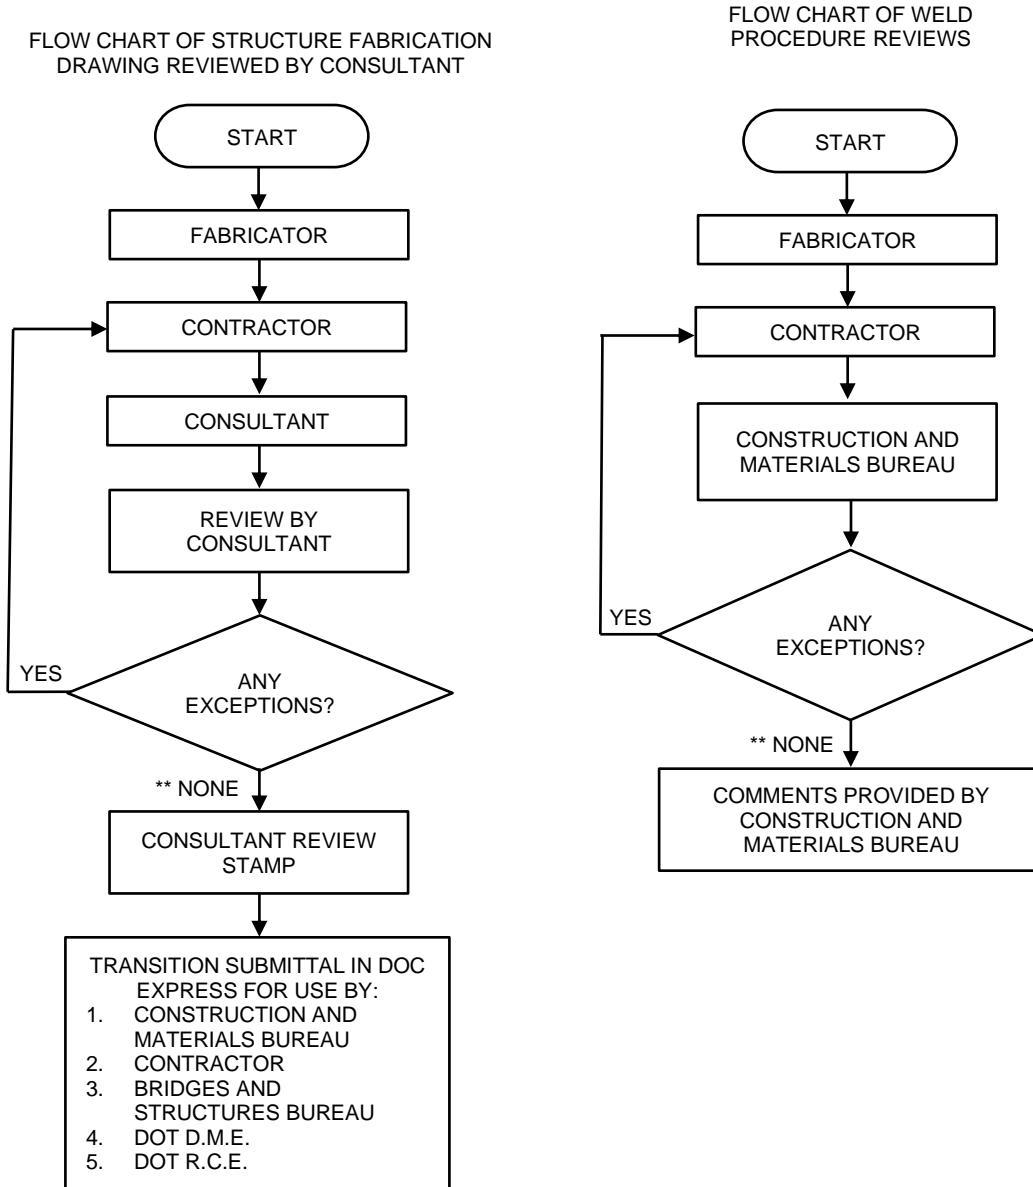 FLOW CHART OF STRUCTURE FABRICATION
DRAWING REVIEWED BY CONSULTANT
START
FABRICATOR
CONTRACTOR
CONSULTANT
REVIEW BY
CONSULTANT
YES
ANY
EXCEPTIONS?
** NONE
CONSULTANT REVIEW
STAMP
TRANSITION SUBMITTAL IN DOC
EXPRESS FOR USE BY:
1. CONSTRUCTION AND
MATERIALS BUREAU
2. CONTRACTOR
3. BRIDGES AND
STRUCTURES BUREAU
4. DOT D.M.E.
5. DOT R.C.E.
FLOW CHART OF WELD
PROCEDURE REVIEWS
START
FABRICATOR
CONTRACTOR
CONSTRUCTION AND
MATERIALS BUREAU
YES
ANY
EXCEPTIONS?
** NONE
COMMENTS PROVIDED BY
CONSTRUCTION AND
MATERIALS BUREAU